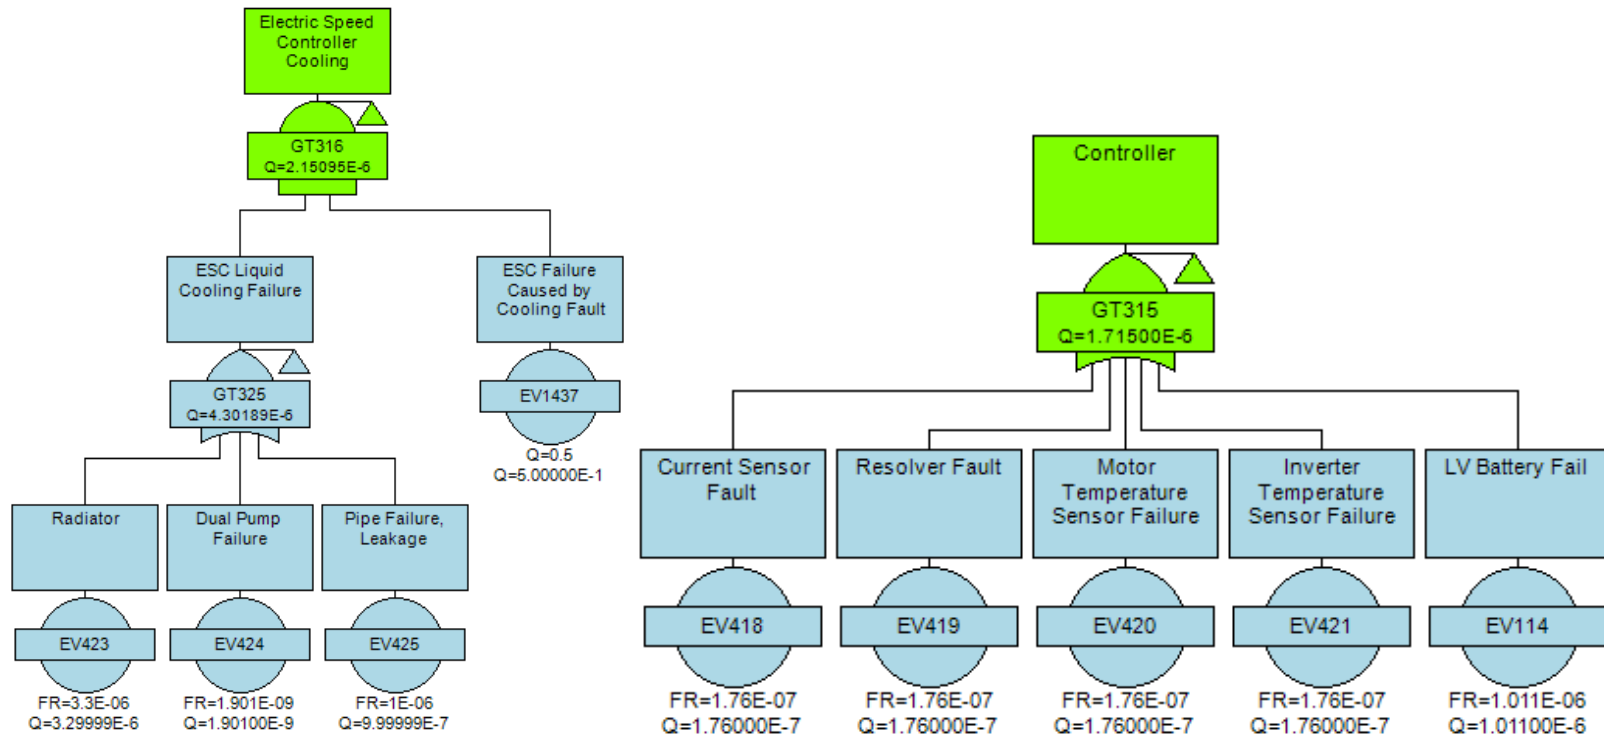 Electric Speed
Controller
Cooling
GT316
Q=2.15095E-6
ESC Liquid
Cooling Failure
GT325
Q=4.30189E-6
ESC Failure
Caused by
Cooling Fault
EV1437
Q=0.5
Q=5.00000E-1
Radiator
EV423
FR=3.3E-06
Q=3.29999E-6
Dual Pump
Failure
EV424
FR=1.901E-09
Q=1.90100E-9
Pipe Failure,
Leakage
EV425
FR=1E-06
Q=9.99999E-7
Controller
GT315
Q=1.71500E-6
Current Sensor
Fault
EV418
FR=1.76E-07
Q=1.76000E-7
Resolver Fault
EV419
FR=1.76E-07
Q=1.76000E-7
Motor
Temperature
Sensor Failure
EV420
FR=1.76E-07
Q=1.76000E-7
Inverter
Temperature
Sensor Failure
EV421
FR=1.76E-07
Q=1.76000E-7
LV Battery Fail
EV114
FR=1.011E-06
Q=1.01100E-6